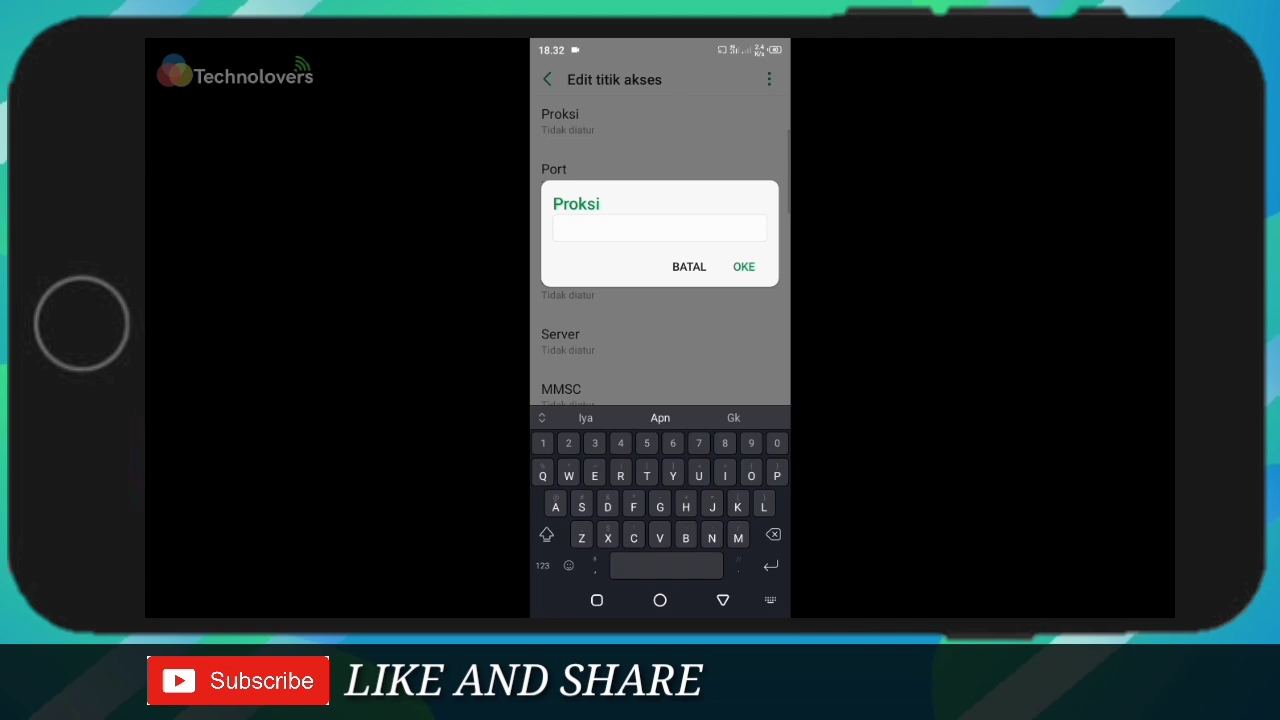 Technolovers
18.32
2,4
K/s
Edit titik akses
Proksi
Tidak diatur
Port
Proksi
BATAL OKE
Tidak diatur
Server
Tidak diatur
MMSC
Tidak diatur
Iya Apn Gk
1 2 3 4 5 6 7 8 9 0
Q W E R T Y U I O P
A S D F G H J K L
Z X C V B N M
123 , .
Subscribe LIKE AND SHARE